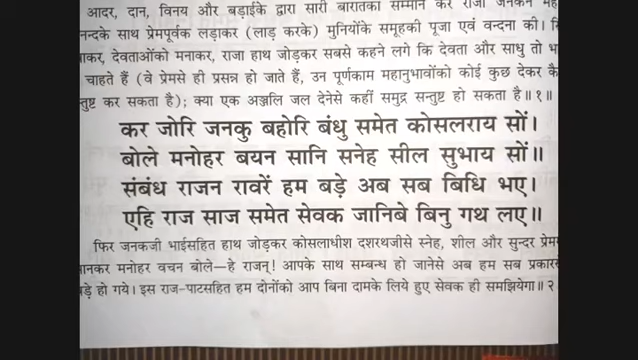 आदर, दान, विनय और बड़ाईके द्वारा सारी बारातका सम्मान कर राजा जनकने
न्दके साथ प्रेमपूर्वक लड़ाकर (लाड़ करके) मुनियोंके समूहकी पूजा एवं वन्दना की।
ाकर, देवताओंको मनाकर, राजा हाथ जोड़कर सबसे कहने लगे कि देवता और साधु तो
चाहते हैं (वे प्रेमसे ही प्रसन्न हो जाते हैं, उन पूर्णकाम महानुभावोंको कोई कुछ देकर कै
तुष्ट कर सकता है); क्या एक अञ्जलि जल देनेसे कहीं समुद्र सन्तुष्ट हो सकता है॥१॥
कर जोरि जनकु बहोरि बंधु समेत कोसलराय सों।
बोले मनोहर बयन सानि सनेह सील सुभाय सों॥
संबंध राजन रावरें हम बड़े अब सब बिधि भए।
एहि राज साज समेत सेवक जानिबे बिनु गथ लए॥
फिर जनकजी भाईसहित हाथ जोड़कर कोसलाधीश दशरथजीसे स्नेह, शील और सुन्दर प्रेम
ानकर मनोहर वचन बोले—हे राजन्! आपके साथ सम्बन्ध हो जानेसे अब हम सब प्रकार
ड़े हो गये। इस राज-पाटसहित हम दोनोंको आप बिना दामके लिये हुए सेवक ही समझियेगा॥२